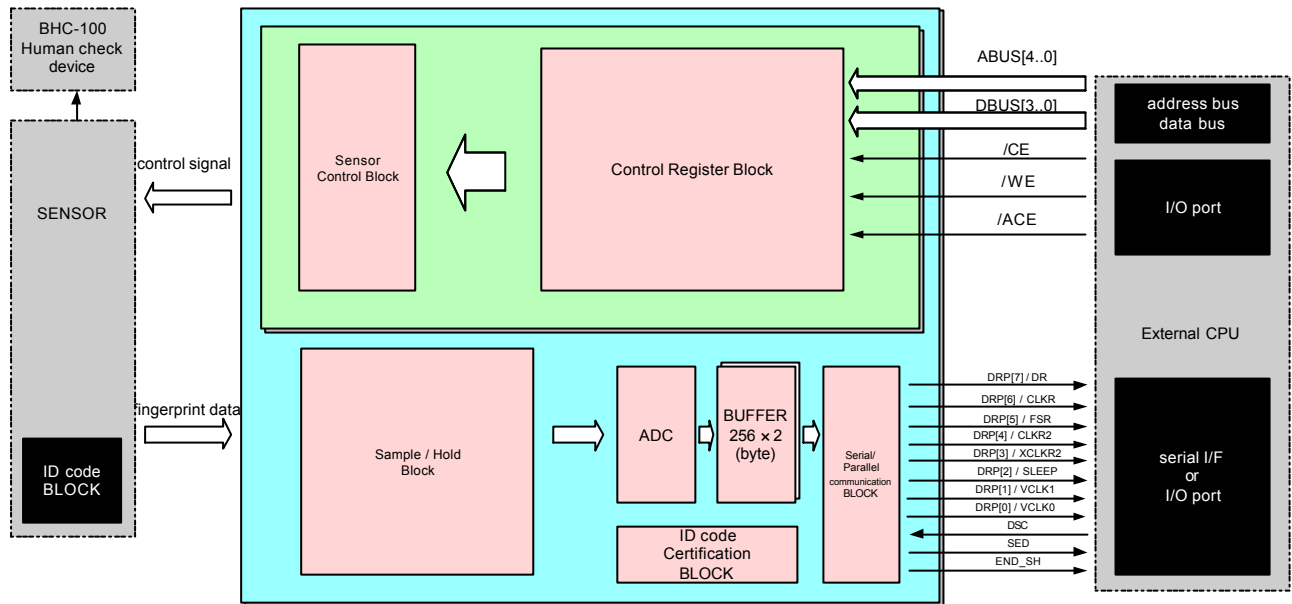 BHC-100
Human check
device
SENSOR
ID code
BLOCK
control signal
fingerprint data
Sensor
Control Block
Control Register Block
Sample / Hold
Block
ADC
BUFFER
256 × 2
(byte)
Serial/
Parallel
communication
BLOCK
ID code
Certification
BLOCK
ABUS[4..0]
DBUS[3..0]
/CE
/WE
/ACE
DRP[7] / DR
DRP[6] / CLKR
DRP[5] / FSR
DRP[4] / CLKR2
DRP[3] / XCLKR2
DRP[2] / SLEEP
DRP[1] / VCLK1
DRP[0] / VCLK0
DSC
SED
END_SH
address bus
data bus
I/O port
External CPU
serial I/F
or
I/O port